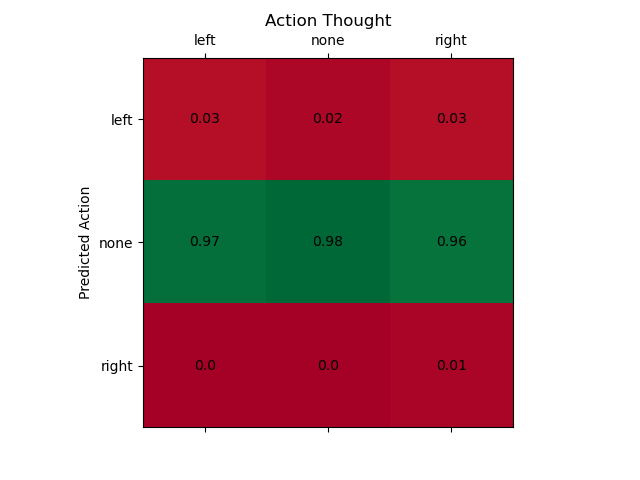 Action Thought
left none right
left 0.03 0.02 0.03
none 0.97 0.98 0.96
right 0.0 0.0 0.01
Predicted Action